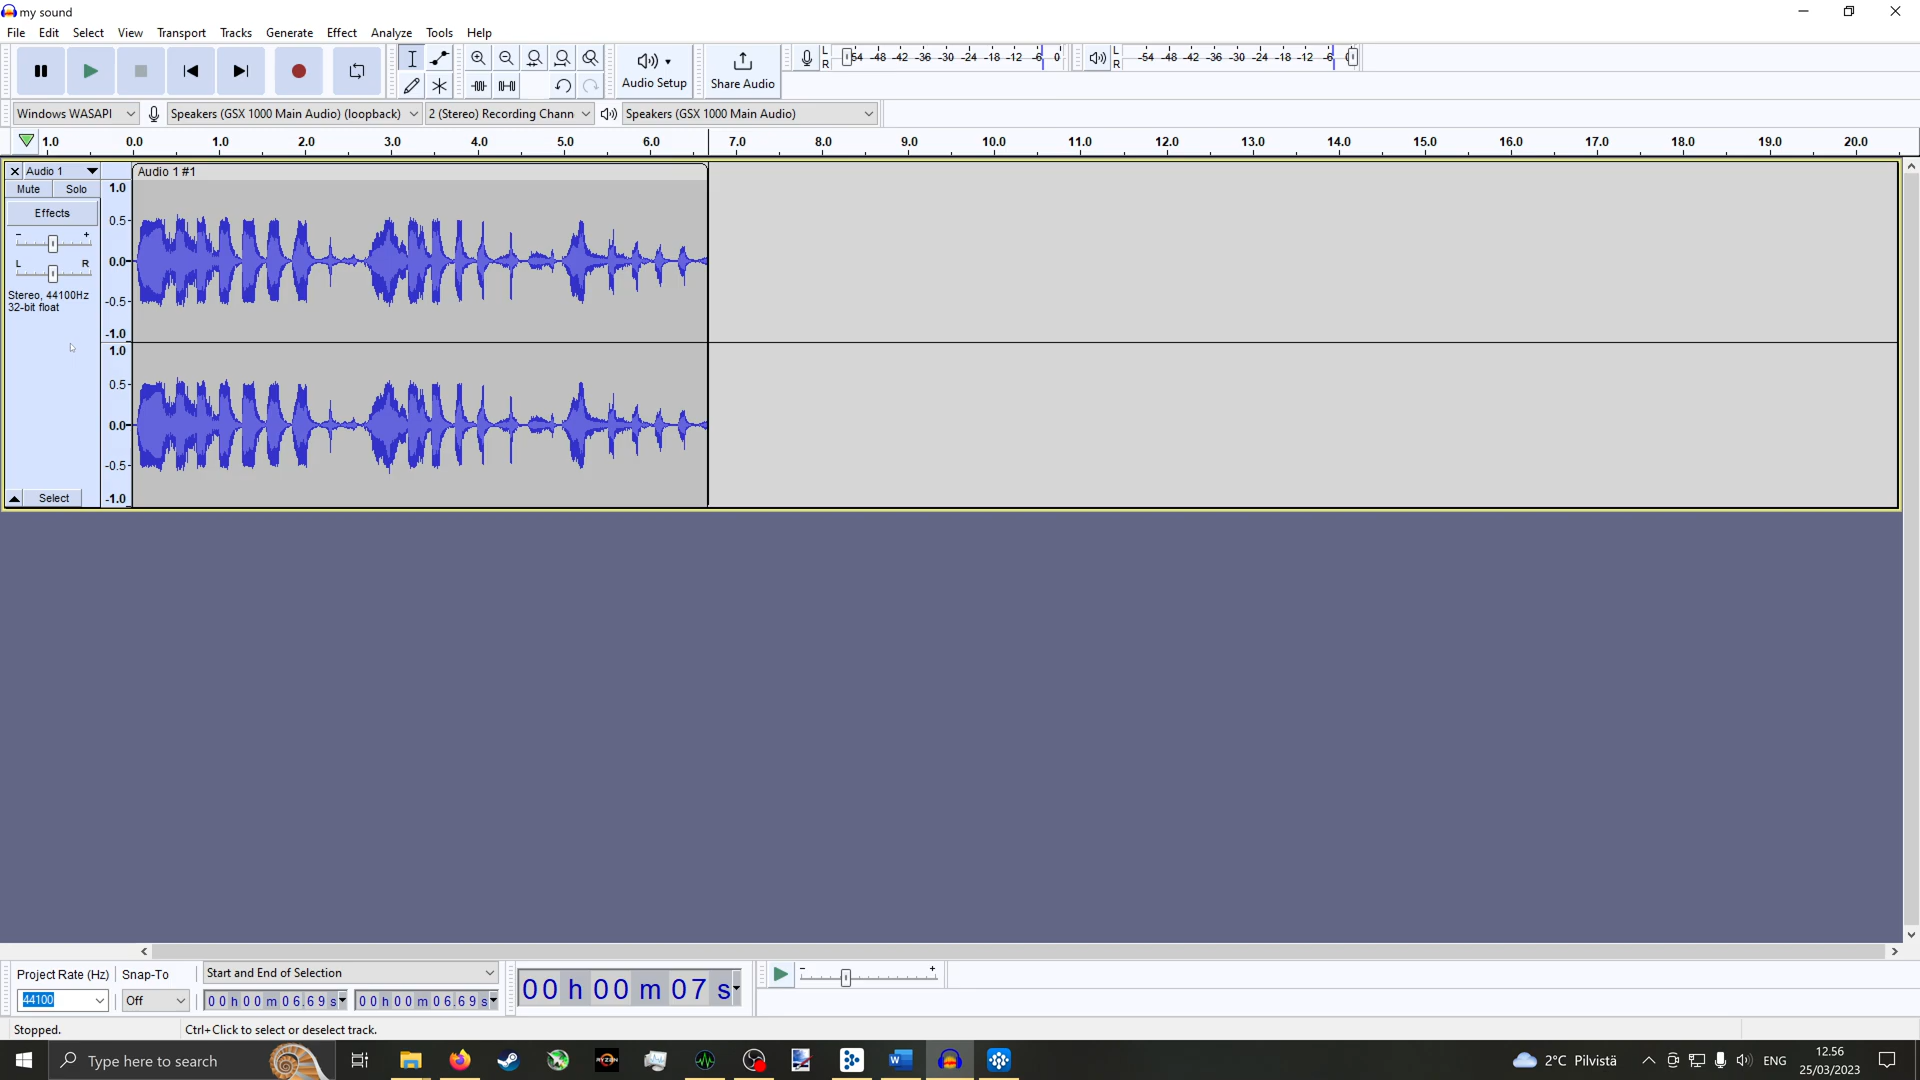 my sound
File Edit Select View Transport Tracks Generate Effect Analyze Tools Help
L -54 -48 -42 -36 -30 -24 -18 -12 -6 0 L -54 -48 -42 -36 -30 -24 -18 -12 -6 0
R R
Audio Setup Share Audio
Windows WASAPI Speakers (GSX 1000 Main Audio) (loopback) 2 (Stereo) Recording Chann Speakers (GSX 1000 Main Audio)
1.0 0.0 1.0 2.0 3.0 4.0 5.0 6.0 7.0 8.0 9.0 10.0 11.0 12.0 13.0 14.0 15.0 16.0 17.0 18.0 19.0 20.0
Audio 1 Audio 1 #1
Mute Solo 1.0
Effects 0.5
- +
L R 0.0
Stereo, 44100Hz -0.5
32-bit float
-1.0
1.0
0.5
0.0
-0.5
Select -1.0
Project Rate (Hz) Snap-To Start and End of Selection
44100 Off 00 h 00 m 06.69 s 00 h 00 m 06.69 s 00 h 00 m 07 s
Stopped. Ctrl+Click to select or deselect track.
Type here to search RYZEN W 2°C Pilvistä ENG 12.56
25/03/2023